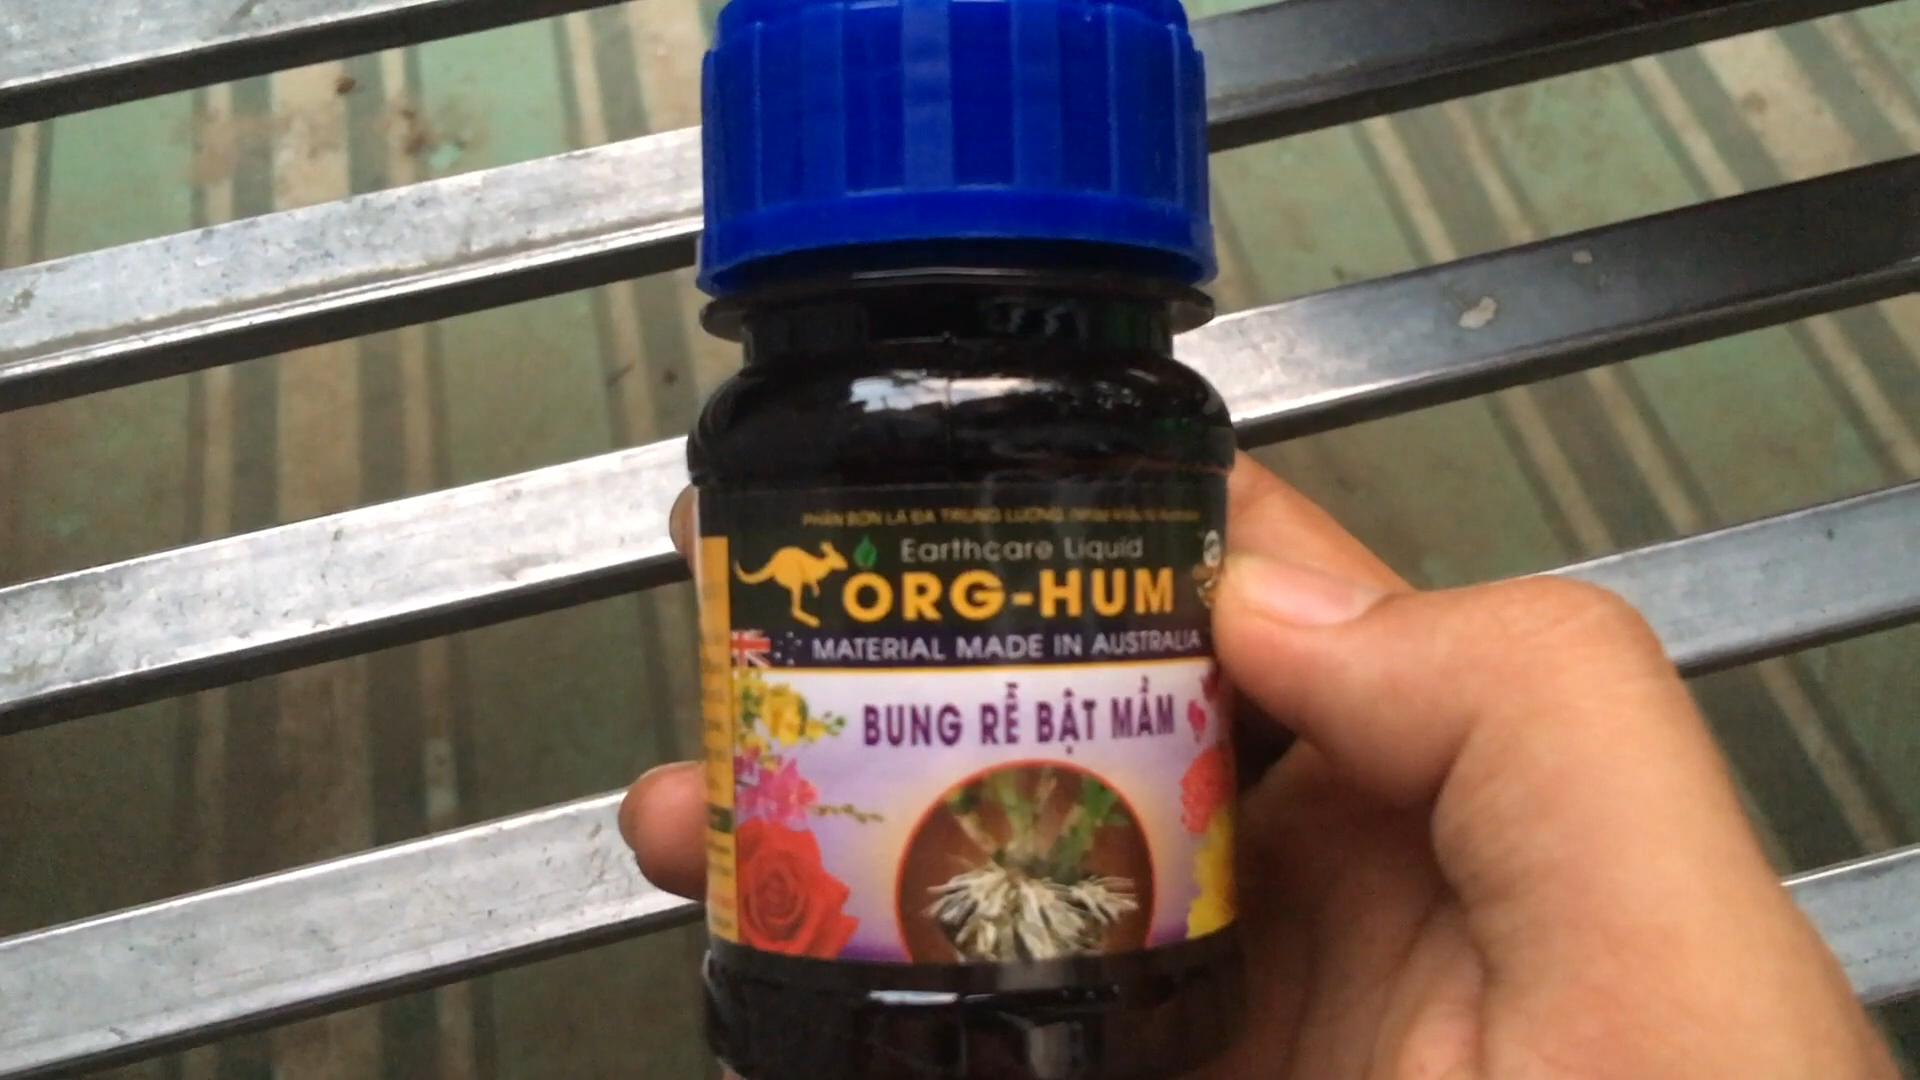 PHÂN BÓN LÁ ĐA TRUNG LƯỢNG
Earthcare Liquid
ORG-HUM
MATERIAL MADE IN AUSTRALIA
BUNG RỄ BẬT MẦM